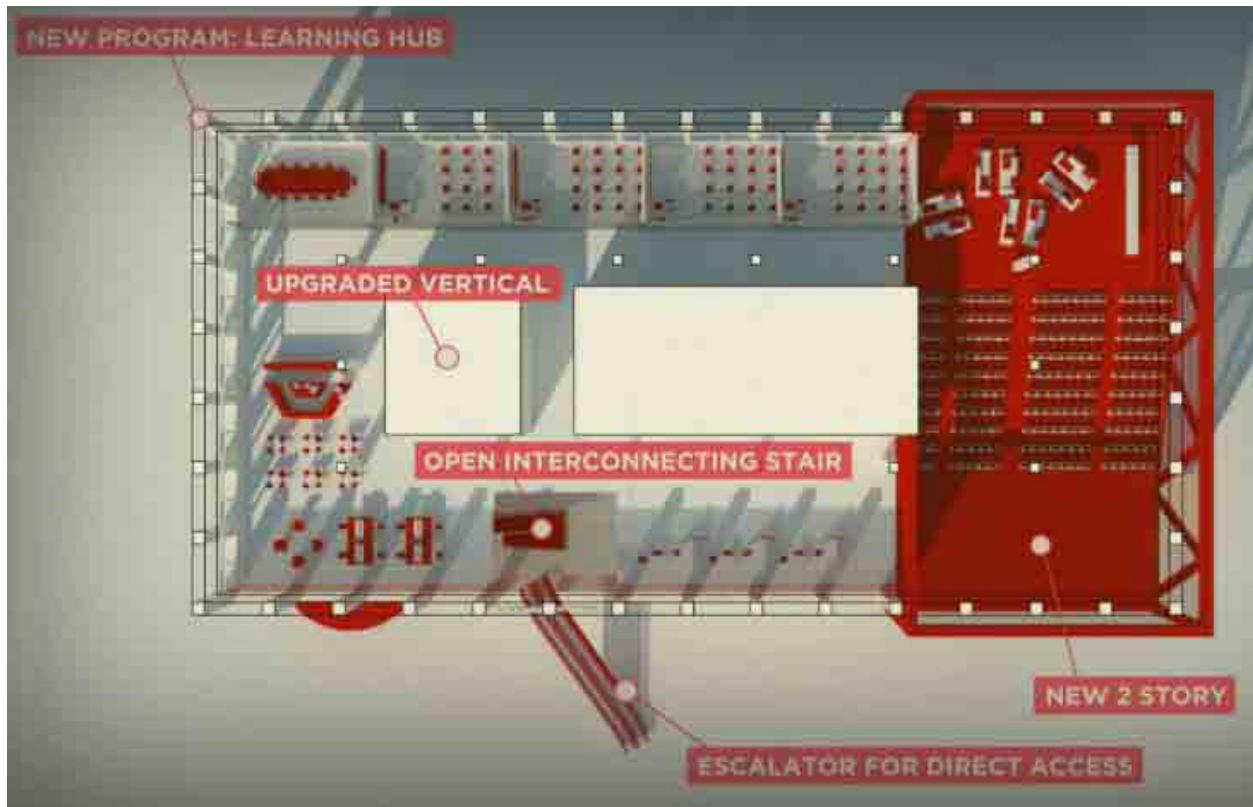 NEW PROGRAM: LEARNING HUB
UPGRADED VERTICAL
OPEN INTERCONNECTING STAIR
NEW 2 STORY
ESCALATOR FOR DIRECT ACCESS